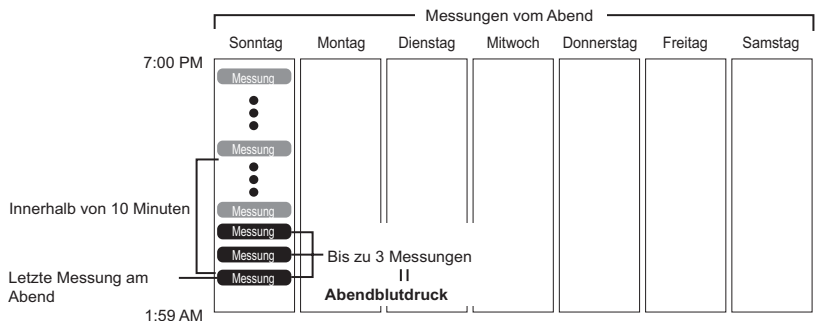 Messungen vom Abend
Sonntag Montag Dienstag Mitwoch Donnerstag Freitag Samstag
7:00 PM
Messung
Messung
Innerhalb von 10 Minuten
Messung
Messung
Messung
Bis zu 3 Messungen
Letzte Messung am
Abend
Messung
Abendblutdruck
1:59 AM